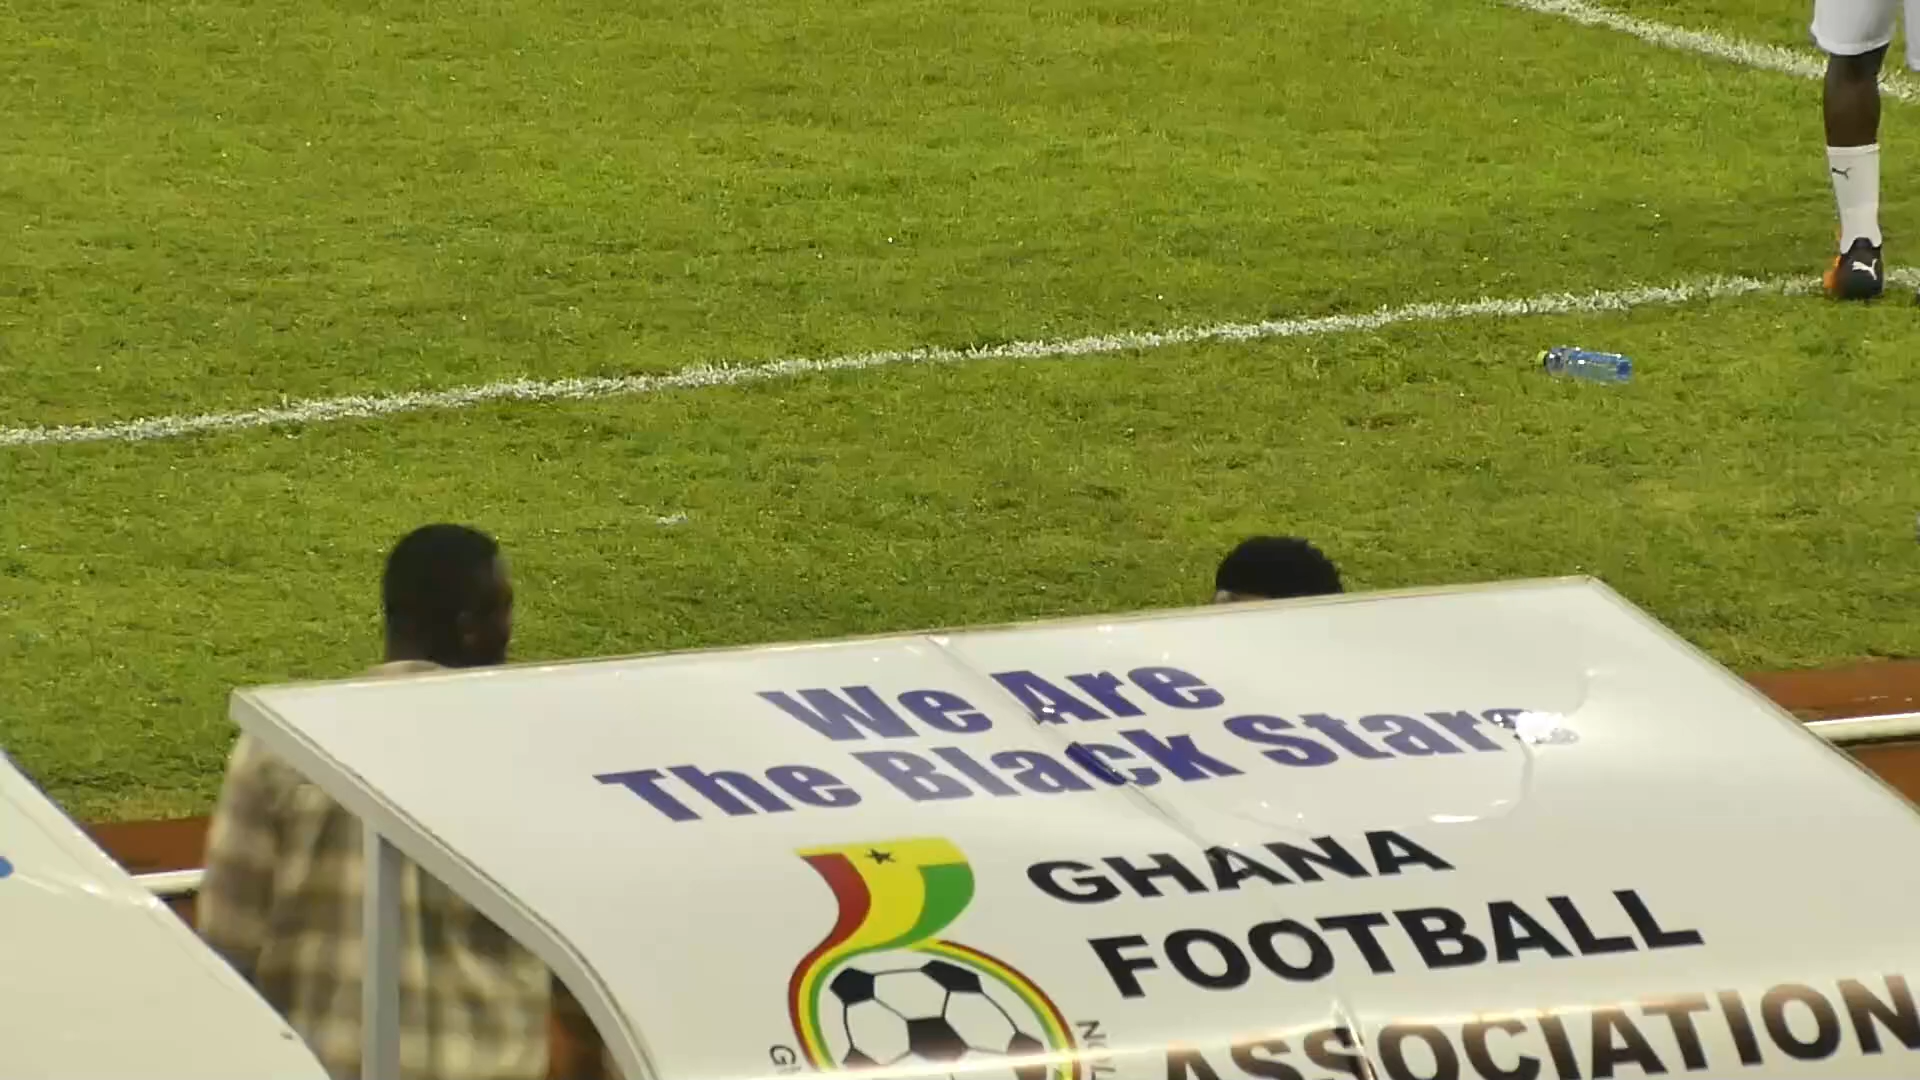 We Are
The Black Stars
GHANA
FOOTBALL
ASSOCIATION